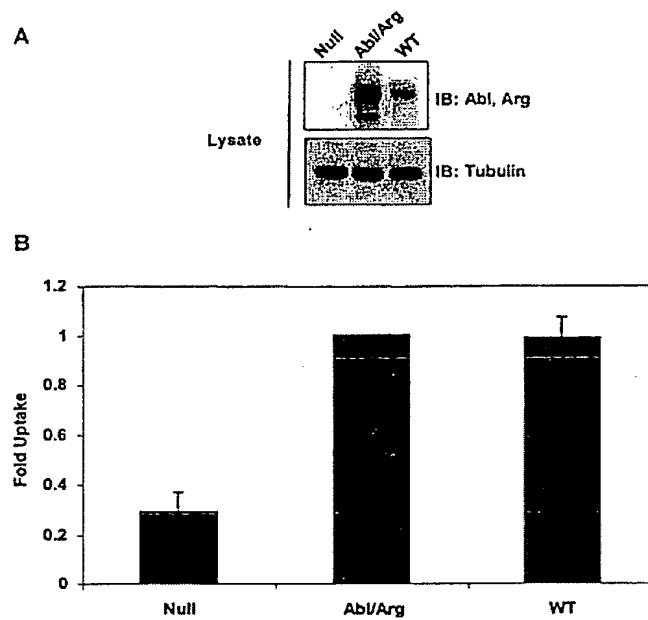 A
Null Abl/Arg WT
IB: Abl, Arg
Lysate
IB: Tubulin
B
1.2
1
0.8
0.6
0.4
0.2
0
Fold Uptake
Null Abl/Arg WT